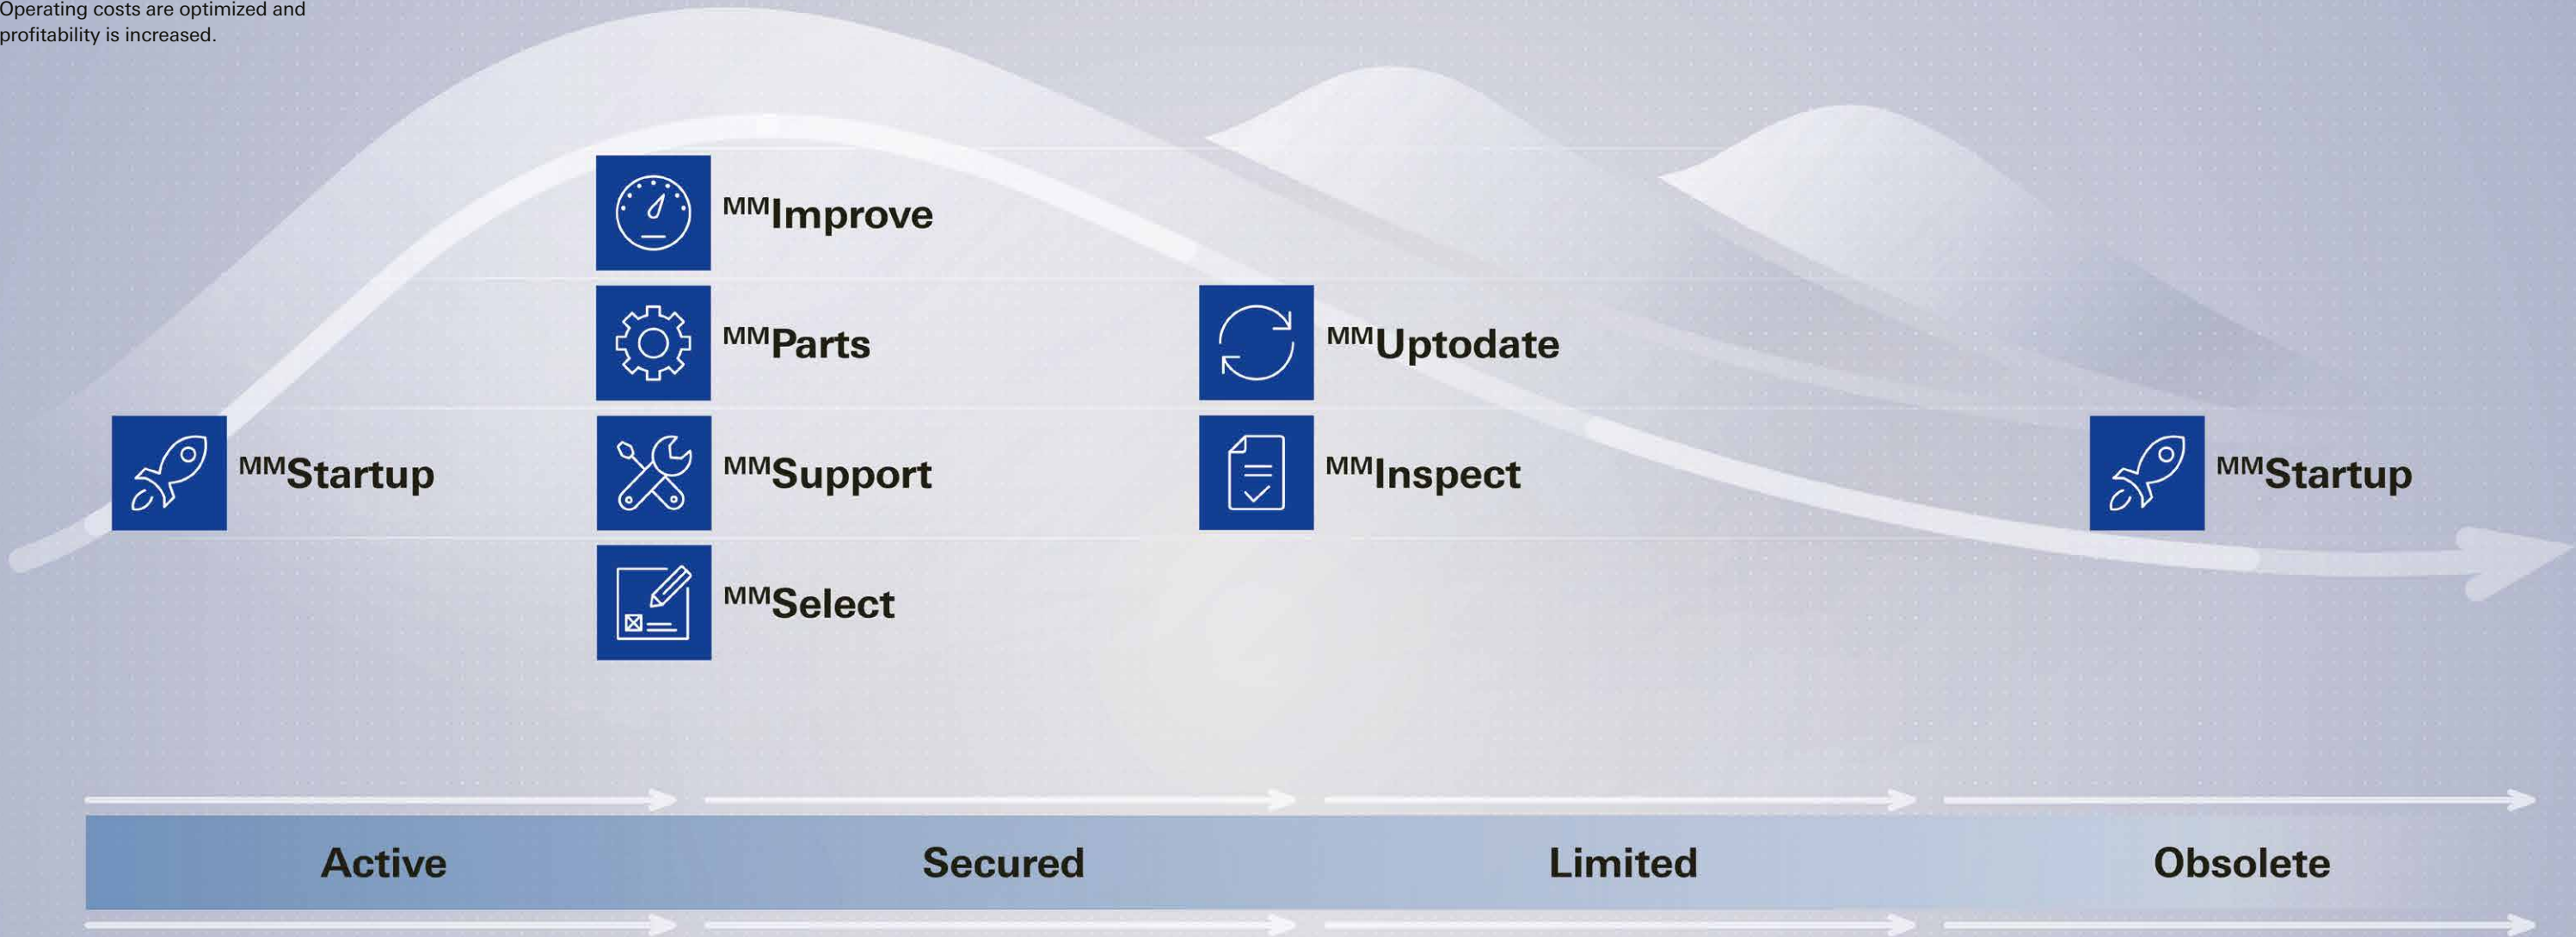 Operating costs are optimized and
profitability is increased.
MMImprove
MMParts
MMUptodate
MMStartup
MMSupport
MMInspect
MMStartup
MMSelect
Active
Secured
Limited
Obsolete